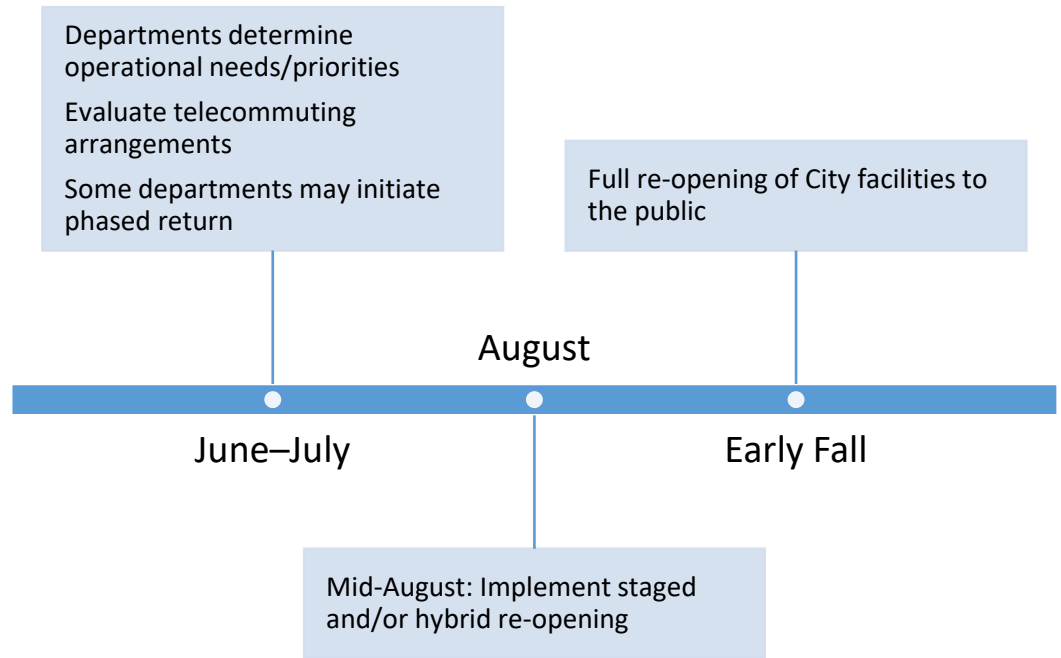 Departments determine
operational needs/priorities
Evaluate telecommuting
arrangements
Some departments may initiate
phased return
Full re-opening of City facilities to
the public
August
June–July
Early Fall
Mid-August: Implement staged
and/or hybrid re-opening